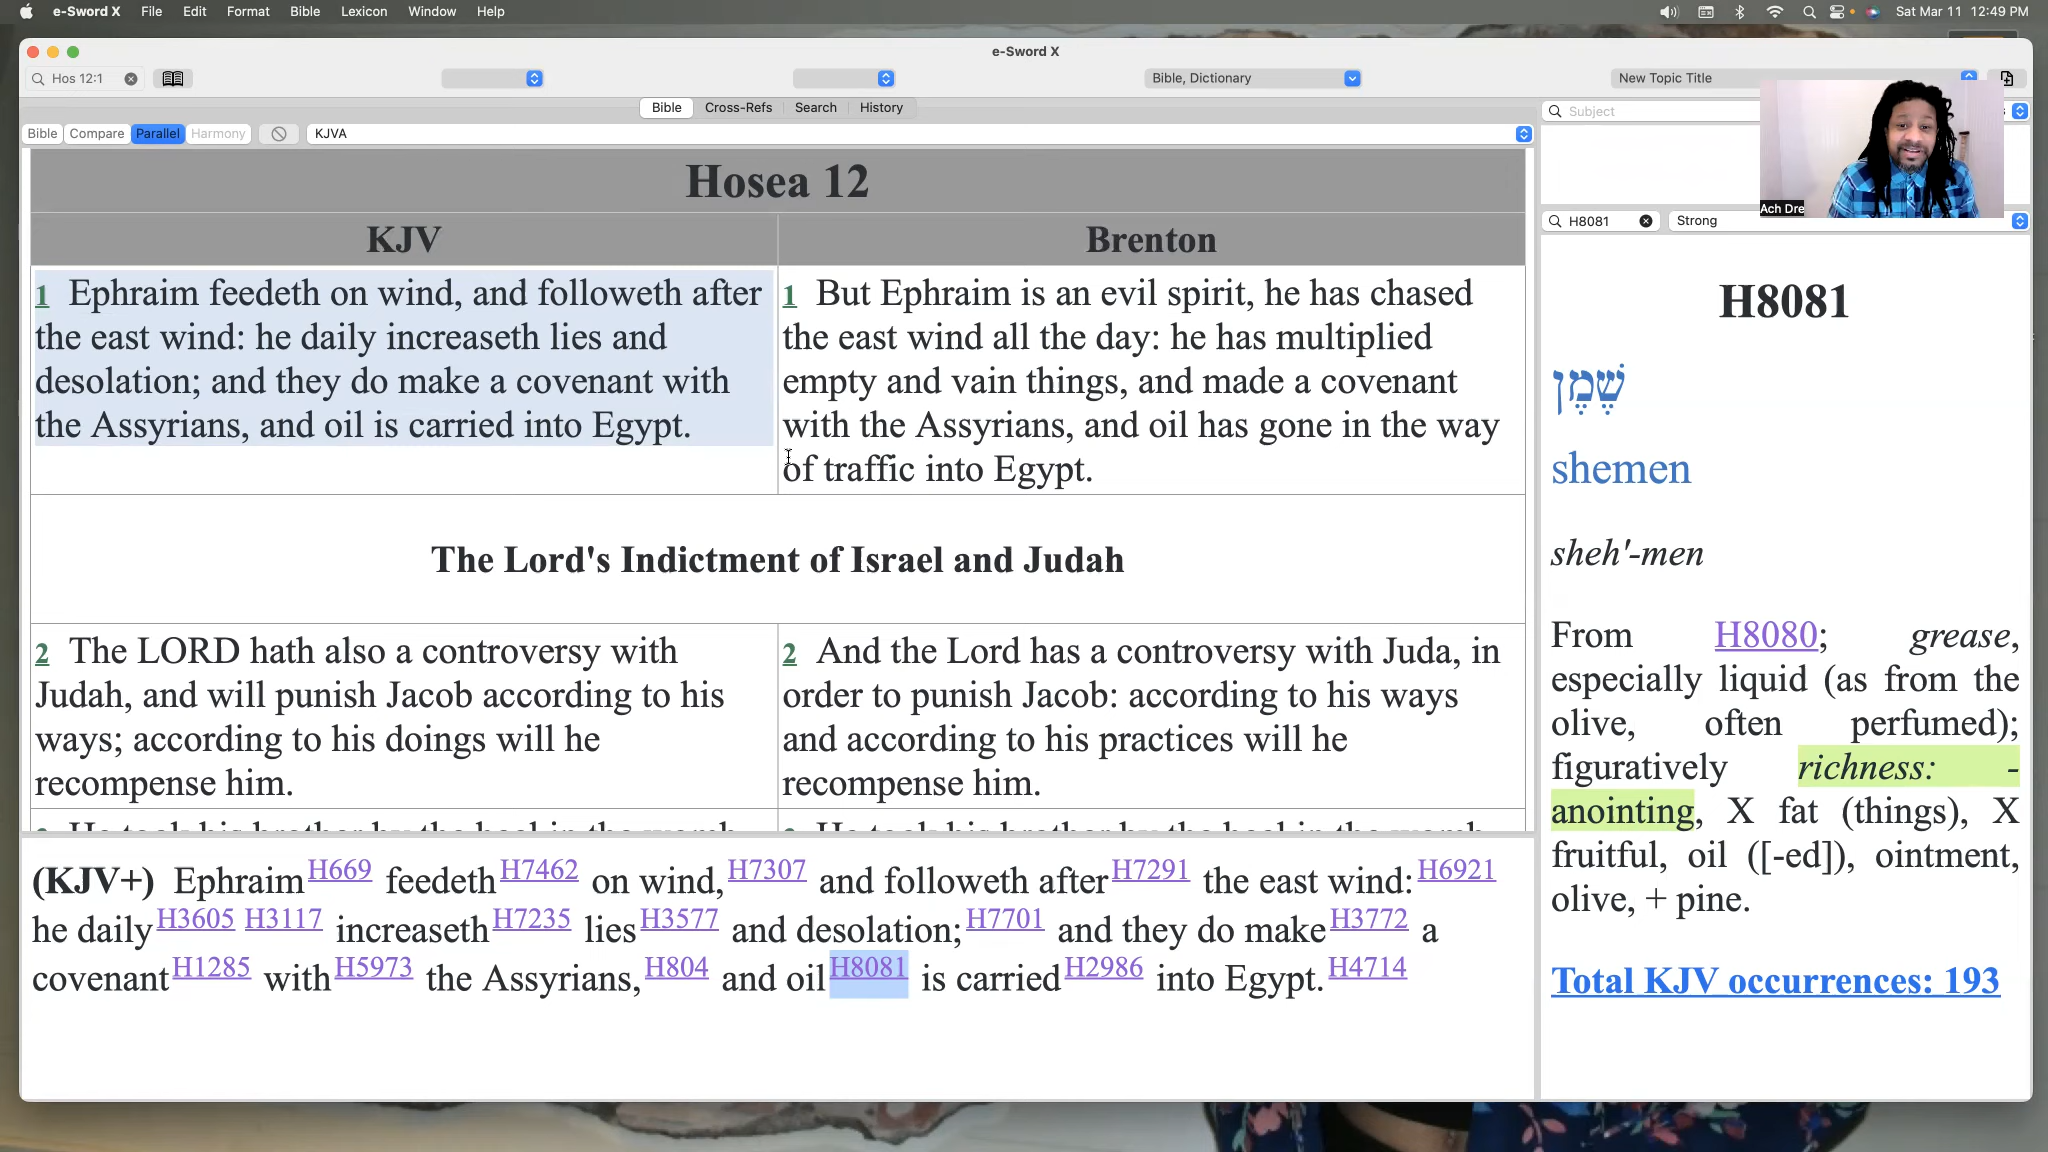 e-Sword X File Edit Format Bible Lexicon Window Help Sat Mar 11 12:49 PM
e-Sword X
Hos 12:1 Bible, Dictionary New Topic Title
Bible Cross-Refs Search History
Subject
Bible Compare Parallel Harmony KJVA
Ach Dre
H8081 Strong
Hosea 12
KJV
Brenton
1 Ephraim feedeth on wind, and followeth after
the east wind: he daily increaseth lies and
desolation; and they do make a covenant with
the Assyrians, and oil is carried into Egypt.
1 But Ephraim is an evil spirit, he has chased
the east wind all the day: he has multiplied
empty and vain things, and made a covenant
with the Assyrians, and oil has gone in the way
of traffic into Egypt.
The Lord's Indictment of Israel and Judah
2 The LORD hath also a controversy with
Judah, and will punish Jacob according to his
ways; according to his doings will he
recompense him.
2 And the Lord has a controversy with Juda, in
order to punish Jacob: according to his ways
and according to his practices will he
recompense him.
(KJV+) Ephraim H669 feedeth H7462 on wind, H7307 and followeth after H7291 the east wind: H6921
he daily H3605 H3117 increaseth H7235 lies H3577 and desolation; H7701 and they do make H3772 a
covenant H1285 with H5973 the Assyrians, H804 and oil H8081 is carried H2986 into Egypt. H4714
H8081
שֶׁמֶן
shemen
sheh'-men
From H8080; grease,
especially liquid (as from the
olive, often perfumed);
figuratively richness: -
anointing, X fat (things), X
fruitful, oil ([-ed]), ointment,
olive, + pine.
Total KJV occurrences: 193